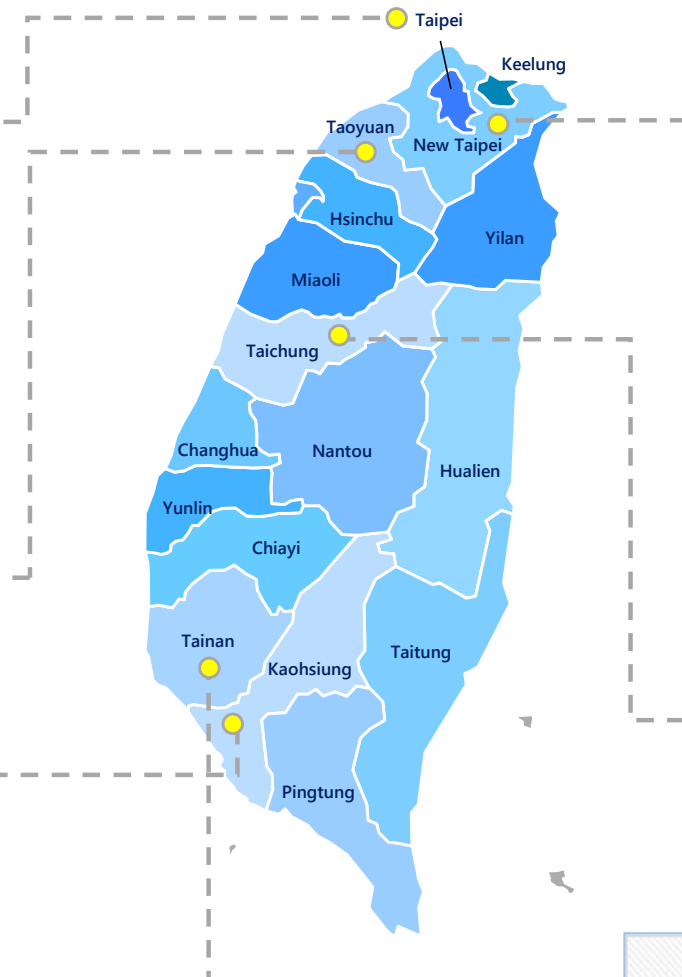 Taipei
Keelung
Taoyuan
New Taipei
Hsinchu
Yilan
Miaoli
Taichung
Changhua
Nantou
Hualien
Yunlin
Chiayi
Tainan
Taitung
Kaohsiung
Pingtung